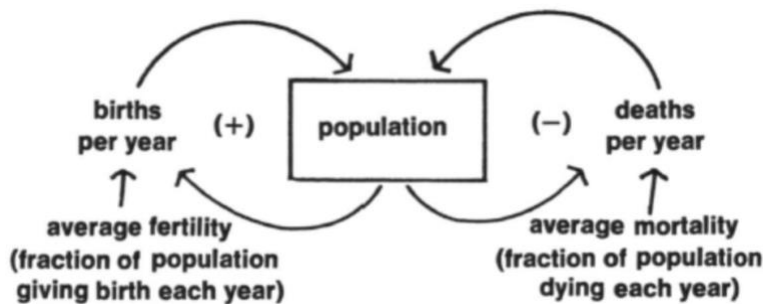 births
per year
(+)
population
(−)
deaths
per year
average fertility
(fraction of population
giving birth each year)
average mortality
(fraction of population
dying each year)